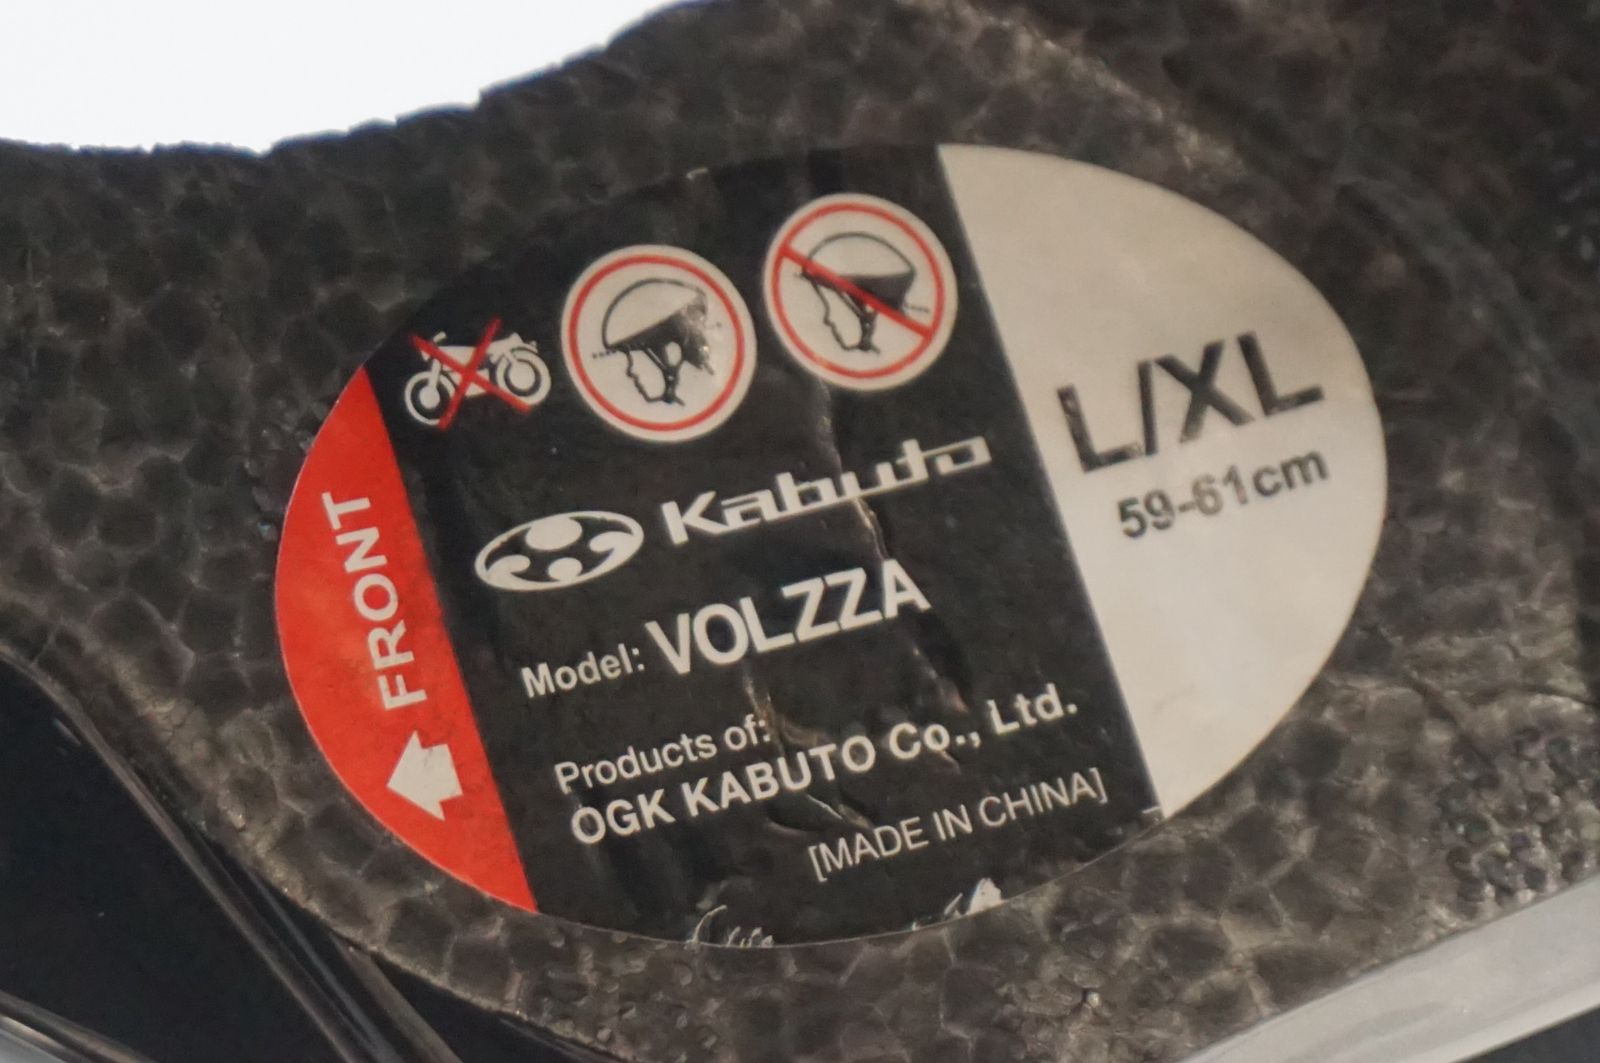 FRONT
Kabuto
Model: VOLZZA
Products of:
OGK KABUTO Co., Ltd.
[MADE IN CHINA]
L/XL
59-61cm